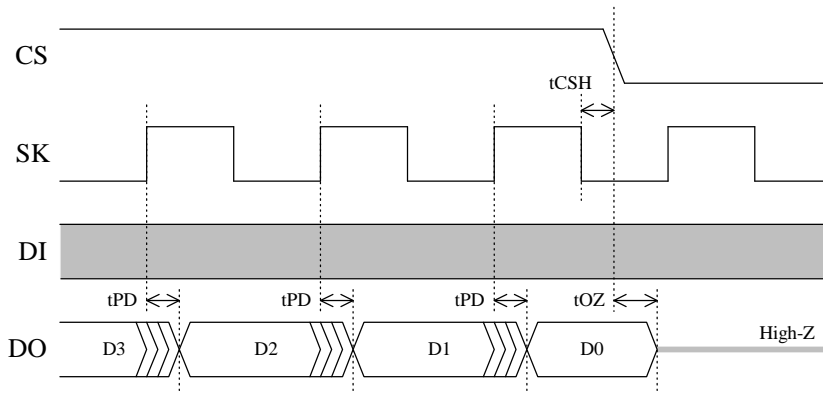 CS
tCSH
SK
DI
tPD tPD tPD tOZ
DO D3 D2 D1 D0 High-Z